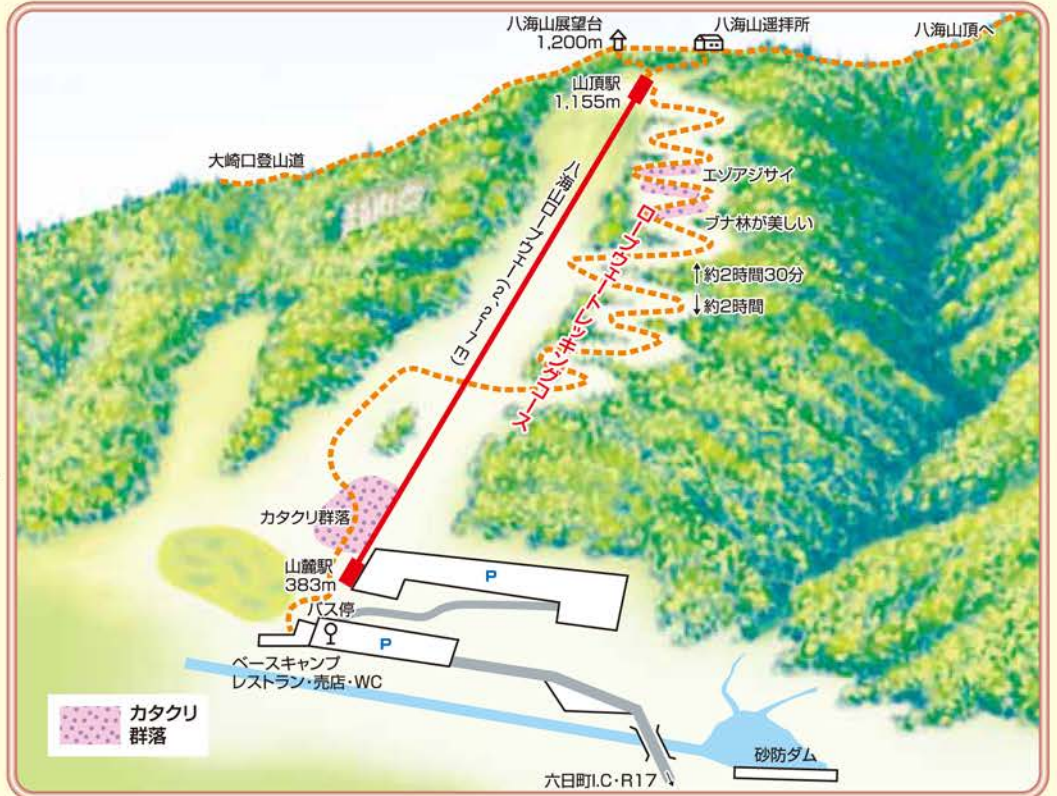 八海山展望台
1,200m
八海山遥拝所
八海山頂へ
山頂駅
1,155m
大崎口登山道
エゾアジサイ
八海山ロープウェー(2,217m)
ブナ林が美しい
ロープウェートレッキングコース
↑約2時間30分
↓約2時間
カタクリ群落
山麓駅
383m
P
バス停
P
ベースキャンプ
レストラン・売店・WC
カタクリ
群落
砂防ダム
六日町I.C・R17